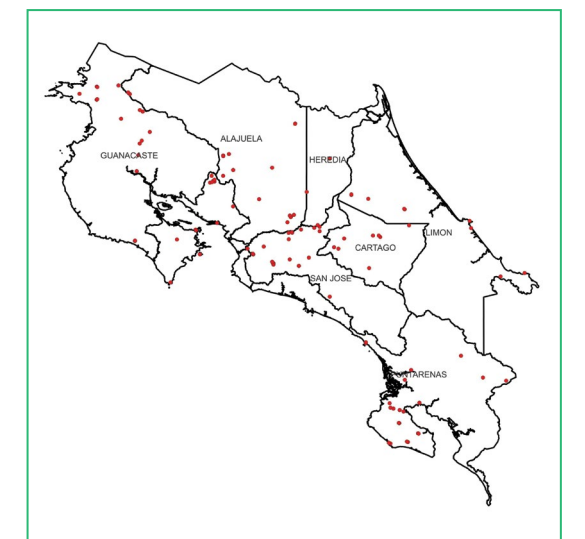 ALAJUELA
GUANACASTE
HEREDIA
LIMON
CARTAGO
SAN JOSE
PUNTARENAS